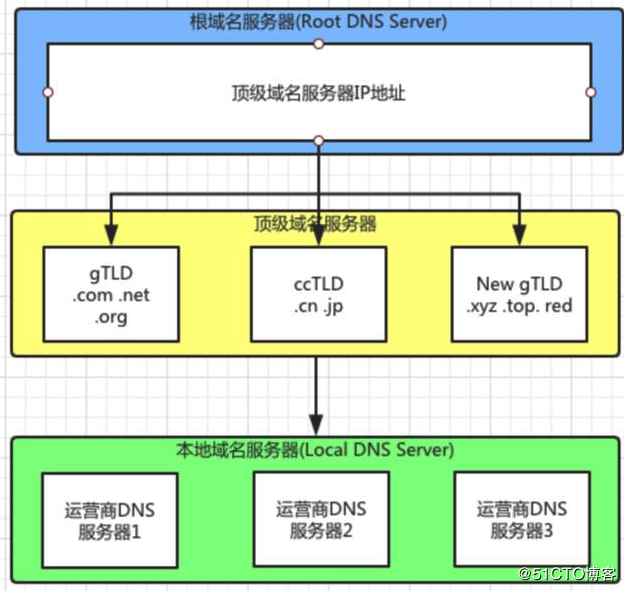 根域名服务器(Root DNS Server)
顶级域名服务器IP地址
顶级域名服务器
gTLD
.com .net
.org
ccTLD
.cn .jp
New gTLD
.xyz .top. red
本地域名服务器(Local DNS Server)
运营商DNS
服务器1
运营商DNS
服务器2
运营商DNS
服务器3
@51CTO博客